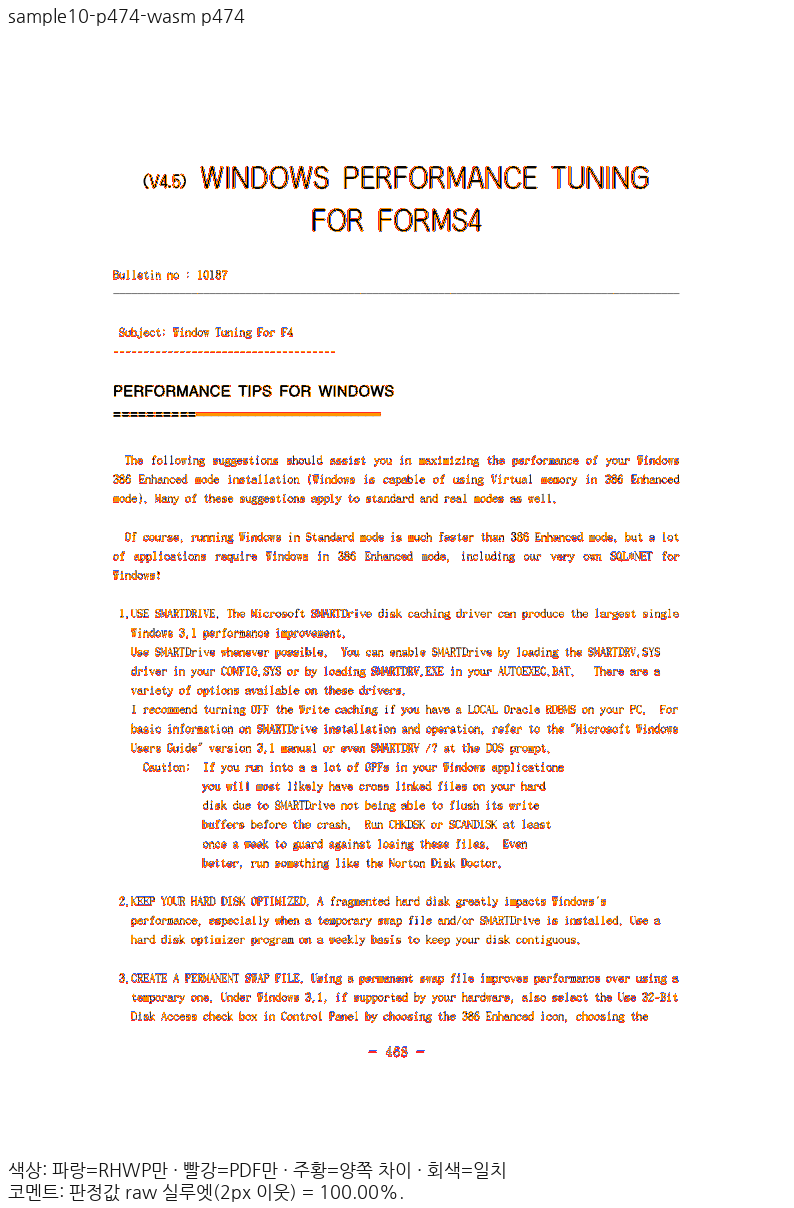 sample10-p474-wasm p474
(V4.5) WINDOWS PERFORMANCE TUNING
FOR FORMS4
Bulletin no : 10187
Subject: Window Tuning For F4
-------------------------------------
PERFORMANCE TIPS FOR WINDOWS
================================
The following suggestions should assist you in maximizing the performance of your Windows
386 Enhanced mode installation (Windows is capable of using Virtual memory in 386 Enhanced
mode). Many of these suggestions apply to standard and real modes as well.
Of course, running Windows in Standard mode is much faster than 386 Enhanced mode, but a lot
of applications require Windows in 386 Enhanced mode, including our very own SQL*NET for
Windows!
1.USE SMARTDRIVE. The Microsoft SMARTDrive disk caching driver can produce the largest single
Windows 3.1 performance improvement.
Use SMARTDrive whenever possible.  You can enable SMARTDrive by loading the SMARTDRV.SYS
driver in your CONFIG.SYS or by loading SMARTDRV.EXE in your AUTOEXEC.BAT.   There are a
variety of options available on these drivers.
I recommend turning OFF the Write caching if you have a LOCAL Oracle RDBMS on your PC.  For
basic information on SMARTDrive installation and operation, refer to the "Microsoft Windows
Users Guide" version 3.1 manual or even SMARTDRV /? at the DOS prompt.
Caution:  If you run into a a lot of GPFs in your Windows applications
you will most likely have cross linked files on your hard
disk due to SMARTDrive not being able to flush its write
buffers before the crash.  Run CHKDSK or SCANDISK at least
once a week to guard against losing these files.  Even
better, run something like the Norton Disk Doctor.
2.KEEP YOUR HARD DISK OPTIMIZED. A fragmented hard disk greatly impacts Windows's
performance, especially when a temporary swap file and/or SMARTDrive is installed. Use a
hard disk optimizer program on a weekly basis to keep your disk contiguous.
3.CREATE A PERMANENT SWAP FILE. Using a permanent swap file improves performance over using a
temporary one. Under Windows 3.1, if supported by your hardware, also select the Use 32-Bit
Disk Access check box in Control Panel by choosing the 386 Enhanced icon, choosing the
- 468 -
색상: 파랑=RHWP만 · 빨강=PDF만 · 주황=양쪽 차이 · 회색=일치
코멘트: 판정값 raw 실루엣(2px 이웃) = 100.00%.